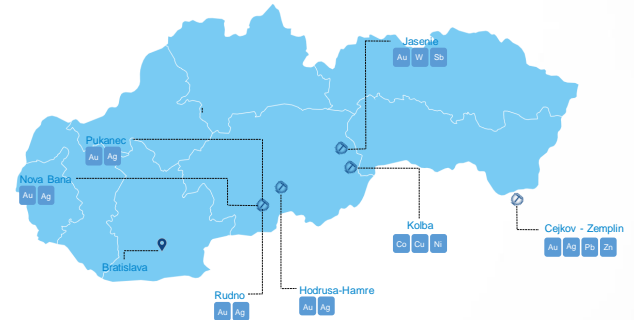 Jasenie
Au W Sb
Pukanec
Au Ag
Nova Bana
Au Ag
Kolba
Co Cu Ni
Cejkov - Zemplin
Au Ag Pb Zn
Bratislava
Rudno
Au Ag
Hodrusa-Hamre
Au Ag